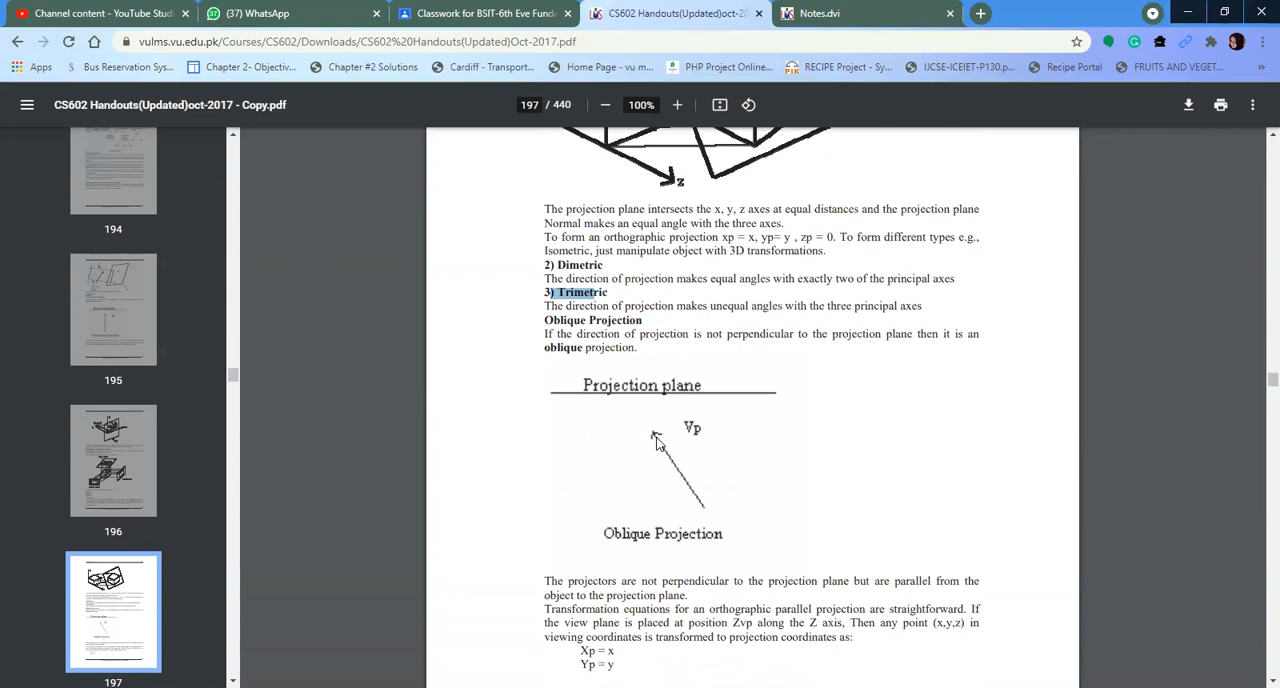 Channel content - YouTube Stud
(37) WhatsApp
Classwork for BSIT-6th Eve Fund
CS602 Handouts(Updated)oct-20
Notes.dvi
vulms.vu.edu.pk/Courses/CS602/Downloads/CS602%20Handouts(Updated)Oct-2017.pdf
Apps
Bus Reservation Sy...
Chapter 2- Objectiv...
Chapter #2 Solutions
Cardiff - Transport...
Home Page - vu m...
PHP Project Online...
RECIPE Project - Sy...
IJCSE-ICEIET-P130.p...
Recipe Portal
FRUITS AND VEGET...
CS602 Handouts(Updated)oct-2017 - Copy.pdf
197 / 440
100%
194
195
196
197
z
The projection plane intersects the x, y, z axes at equal distances and the projection plane
Normal makes an equal angle with the three axes.
To form an orthographic projection xp = x, yp= y , zp = 0. To form different types e.g.,
Isometric, just manipulate object with 3D transformations.
2) Dimetric
The direction of projection makes equal angles with exactly two of the principal axes
3) Trimetric
The direction of projection makes unequal angles with the three principal axes
Oblique Projection
If the direction of projection is not perpendicular to the projection plane then it is an
oblique projection.
Projection plane
Vp
Oblique Projection
The projectors are not perpendicular to the projection plane but are parallel from the
object to the projection plane.
Transformation equations for an orthographic parallel projection are straightforward. If
the view plane is placed at position Zvp along the Z axis, Then any point (x,y,z) in
viewing coordinates is transformed to projection coordinates as:
Xp = x
Yp = y